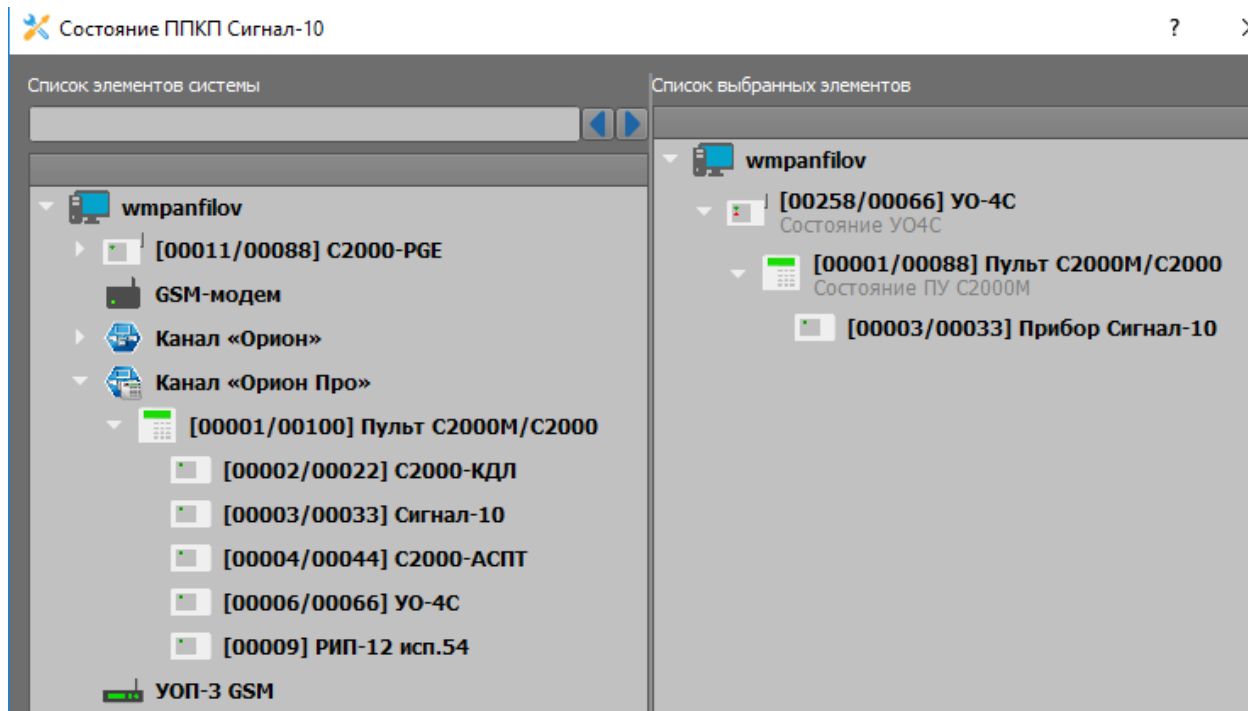 Состояние ППКП Сигнал-10
?
Список элементов системы
wmpanfilov
[00011/00088] С2000-PGE
GSM-модем
Канал «Орион»
Канал «Орион Про»
[00001/00100] Пульт С2000М/С2000
[00002/00022] С2000-КДЛ
[00003/00033] Сигнал-10
[00004/00044] С2000-АСПТ
[00006/00066] УО-4С
[00009] РИП-12 исп.54
УОП-3 GSM
Список выбранных элементов
wmpanfilov
[00258/00066] УО-4С
Состояние УО4С
[00001/00088] Пульт С2000М/С2000
Состояние ПУ С2000М
[00003/00033] Прибор Сигнал-10